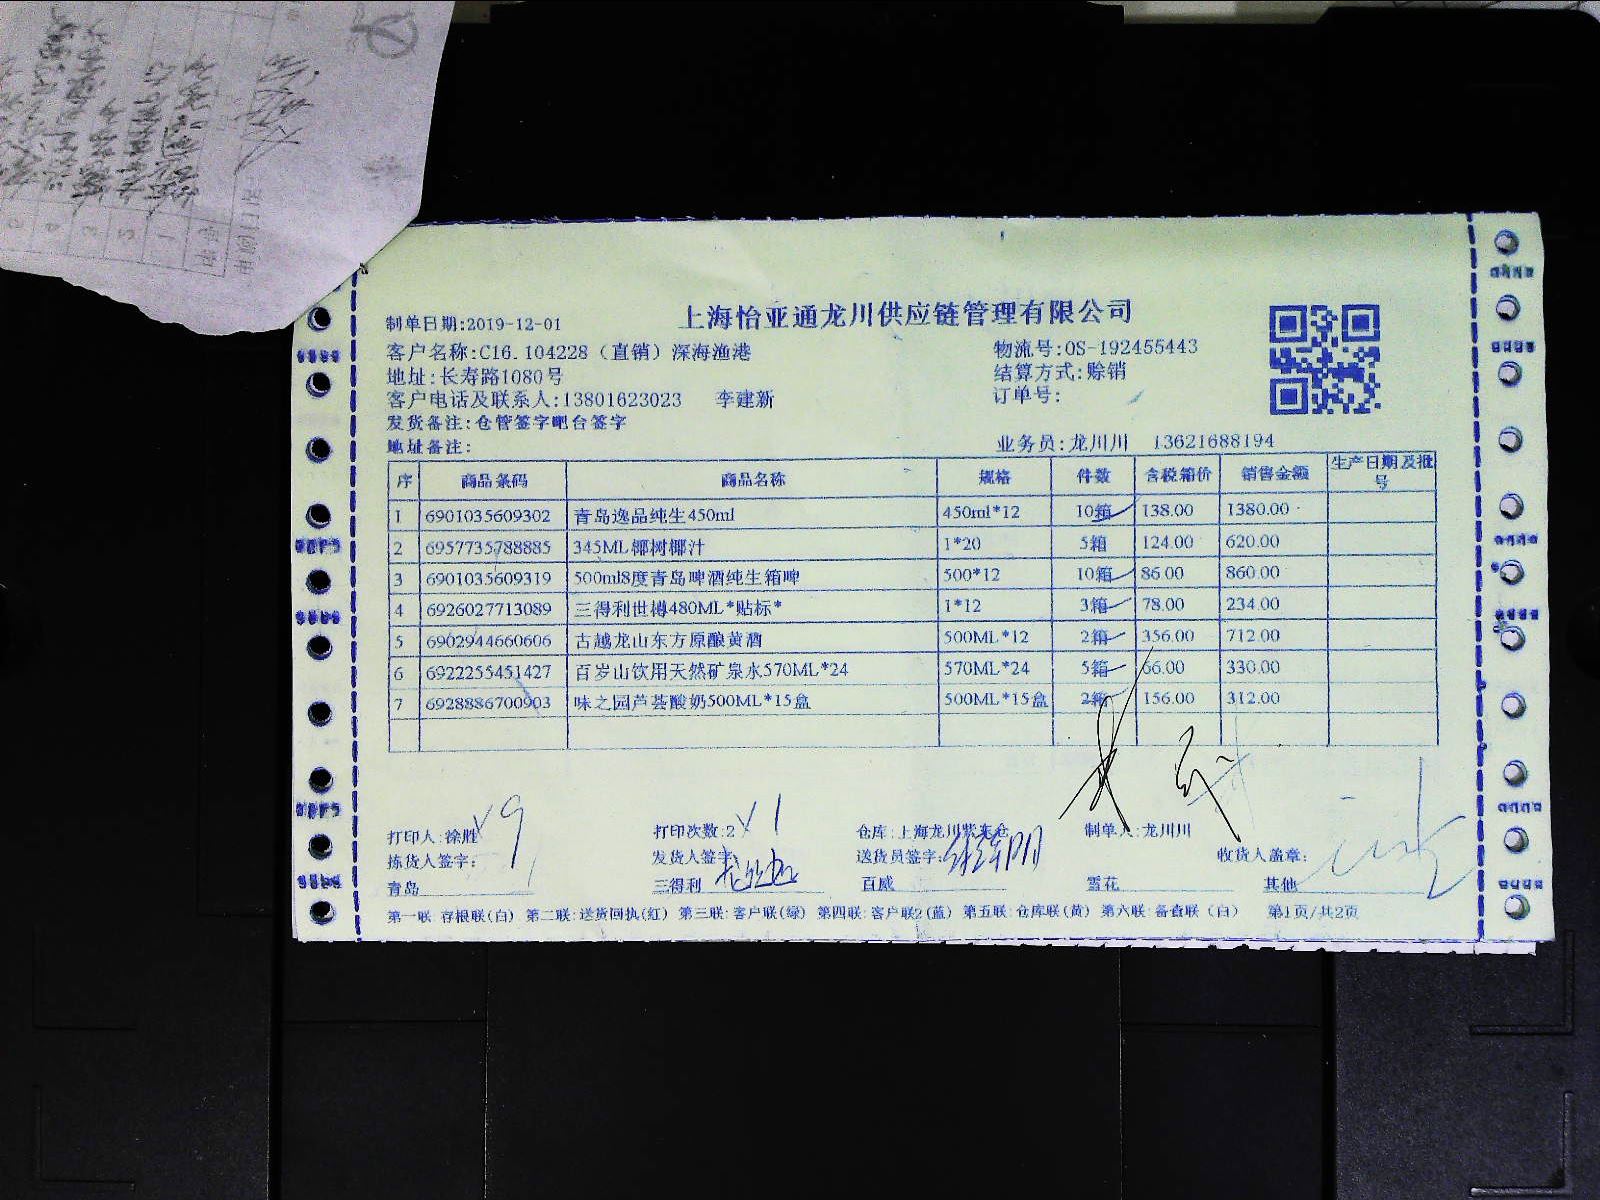 上海怡亚通龙川供应链管理有限公司
制单日期:2019-12-01
客户名称:C16.104228（直销）深海渔港 物流号:OS-192455443
地址:长寿路1080号 结算方式:赊销
客户电话及联系人:13801623023 李建新 订单号:
发货备注:仓管签字吧台签字
地址备注: 业务员:龙川川 13621688194
序 商品条码 商品名称 规格 件数 含税箱价 销售金额 生产日期及批号
1 6901035609302 青岛逸品纯生450ml 450ml*12 10箱 138.00 1380.00
2 6957735788885 345ML椰树椰汁 1*20 5箱 124.00 620.00
3 6901035609319 500ml8度青岛啤酒纯生箱啤 500*12 10箱 86.00 860.00
4 6926027713089 三得利世樽480ML*贴标* 1*12 3箱 78.00 234.00
5 6902944660606 古越龙山东方原酿黄酒 500ML*12 2箱 356.00 712.00
6 6922255451427 百岁山饮用天然矿泉水570ML*24 570ML*24 5箱 66.00 330.00
7 6928886700903 味之园芦荟酸奶500ML*15盒 500ML*15盒 2箱 156.00 312.00
打印人:徐胜 打印次数:2 仓库:上海龙川紫东仓 制单人:龙川川
拣货人签字: 发货人签字: 送货员签字: 收货人盖章:
青岛 三得利 百威 雪花 其他
第一联:存根联(白) 第二联:送货回执(红) 第三联:客户联(绿) 第四联:客户联2(蓝) 第五联:仓库联(黄) 第六联:备查联（白） 第1页/共2页